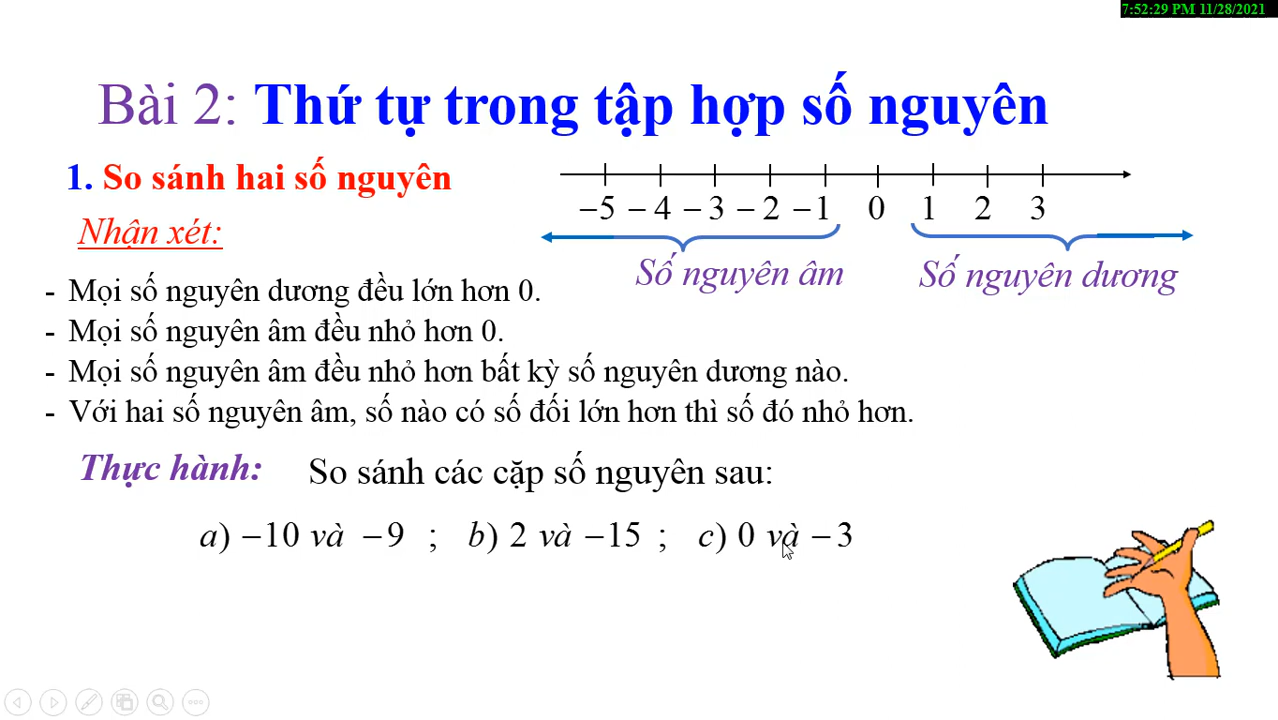 7:52:29 PM 11/28/2021
Bài 2: Thứ tự trong tập hợp số nguyên
1. So sánh hai số nguyên
−5 − 4 − 3 − 2 −1 0 1 2 3
Nhận xét:
Số nguyên âm Số nguyên dương
- Mọi số nguyên dương đều lớn hơn 0.
- Mọi số nguyên âm đều nhỏ hơn 0.
- Mọi số nguyên âm đều nhỏ hơn bất kỳ số nguyên dương nào.
- Với hai số nguyên âm, số nào có số đối lớn hơn thì số đó nhỏ hơn.
Thực hành: So sánh các cặp số nguyên sau:
a) −10 và −9 ; b) 2 và −15 ; c) 0 và −3